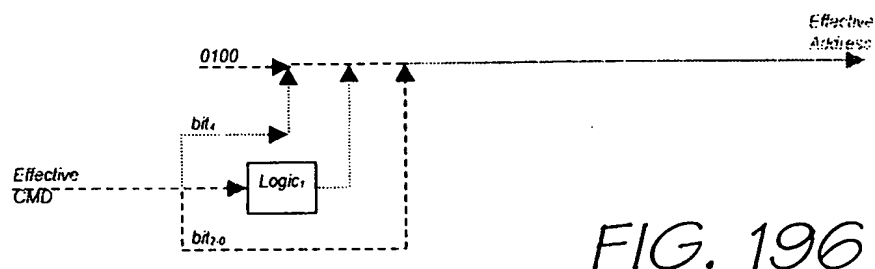 Effective
Address
0100
bit₄
Effective
CMD
Logic₁
bit₂₋₀
FIG. 196